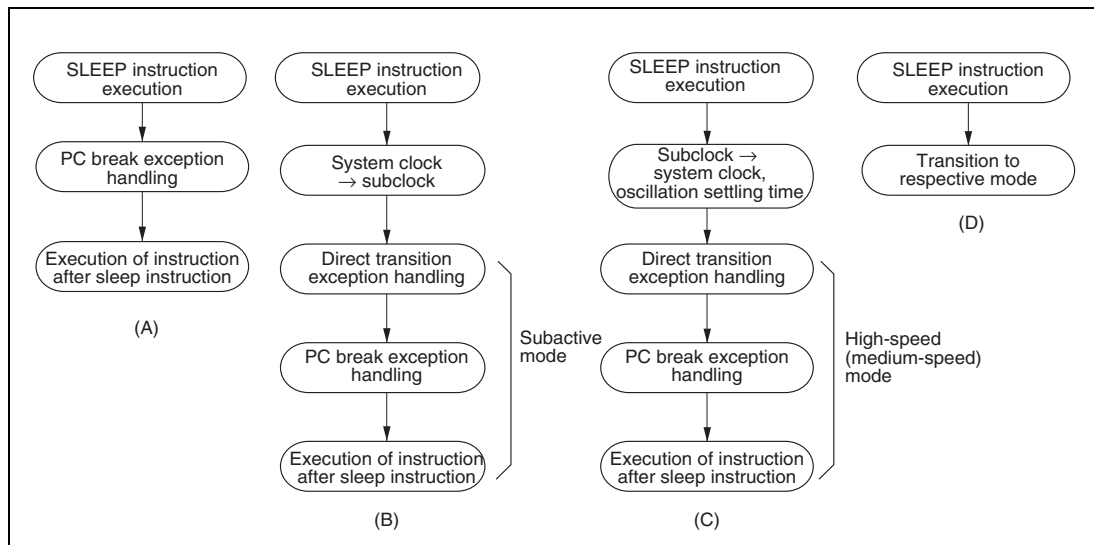 SLEEP instruction
execution
PC break exception
handling
Execution of instruction
after sleep instruction
(A)
SLEEP instruction
execution
System clock
→ subclock
Direct transition
exception handling
PC break exception
handling
Execution of instruction
after sleep instruction
Subactive
mode
(B)
SLEEP instruction
execution
Subclock →
system clock,
oscillation settling time
Direct transition
exception handling
PC break exception
handling
Execution of instruction
after sleep instruction
High-speed
(medium-speed)
mode
(C)
SLEEP instruction
execution
Transition to
respective mode
(D)